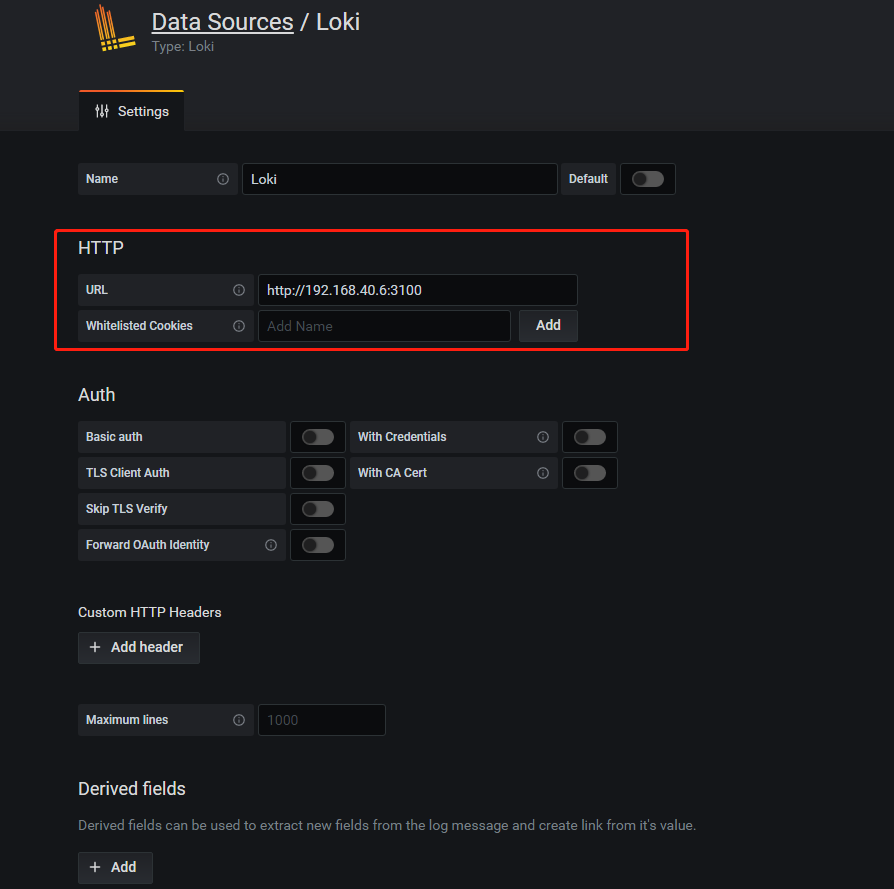 Data Sources / Loki
Type: Loki
Settings
Name Loki Default
HTTP
URL http://192.168.40.6:3100
Whitelisted Cookies Add Name Add
Auth
Basic auth With Credentials
TLS Client Auth With CA Cert
Skip TLS Verify
Forward OAuth Identity
Custom HTTP Headers
+ Add header
Maximum lines 1000
Derived fields
Derived fields can be used to extract new fields from the log message and create link from it's value.
+ Add